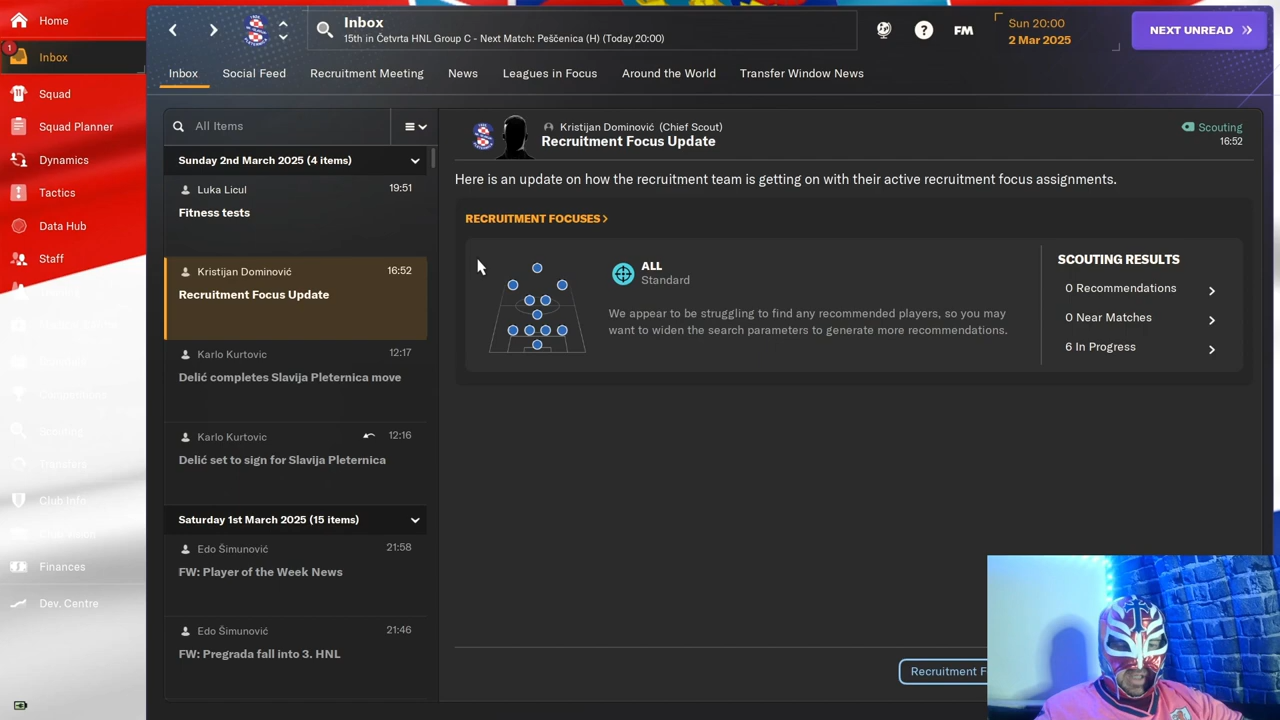 Home
1
Inbox
Squad
Squad Planner
Dynamics
Tactics
Data Hub
Staff
Scouting
Transfers
Club Info
Club Vision
Finances
Dev. Centre
Inbox
15th in Četvrta HNL Group C - Next Match: Peščenica (H) (Today 20:00)
?
FM
Sun 20:00
2 Mar 2025
NEXT UNREAD
Inbox
Social Feed
Recruitment Meeting
News
Leagues in Focus
Around the World
Transfer Window News
All Items
Sunday 2nd March 2025 (4 items)
Luka Licul 19:51
Fitness tests
Kristijan Dominović 16:52
Recruitment Focus Update
Karlo Kurtovic 12:17
Delić completes Slavija Pleternica move
Karlo Kurtovic 12:16
Delić set to sign for Slavija Pleternica
Saturday 1st March 2025 (15 items)
Edo Šimunović 21:58
FW: Player of the Week News
Edo Šimunović 21:46
FW: Pregrada fall into 3. HNL
Kristijan Dominović (Chief Scout)
Recruitment Focus Update
Scouting
16:52
Here is an update on how the recruitment team is getting on with their active recruitment focus assignments.
RECRUITMENT FOCUSES >
ALL
Standard
We appear to be struggling to find any recommended players, so you may
want to widen the search parameters to generate more recommendations.
SCOUTING RESULTS
0 Recommendations
0 Near Matches
6 In Progress
Recruitment F